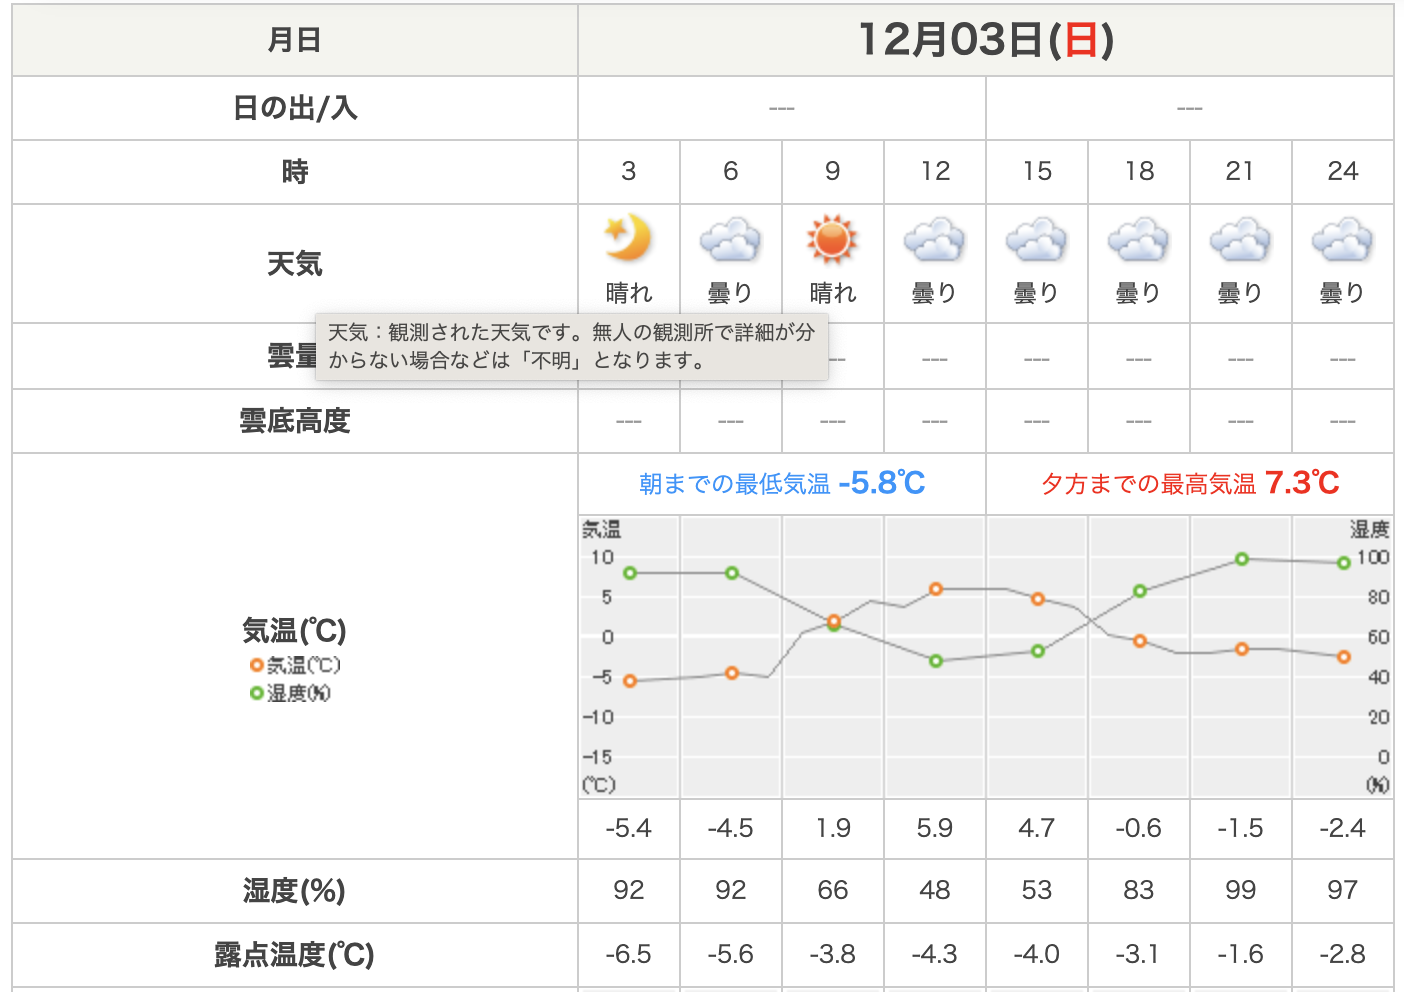 月日 12月03日(日)
日の出/入 --- ---
時 3 6 9 12 15 18 21 24
天気 晴れ 曇り 晴れ 曇り 曇り 曇り 曇り 曇り
天気：観測された天気です。無人の観測所で詳細が分
からない場合などは「不明」となります。
雲量 --- --- --- --- --- ---
雲底高度 --- --- --- --- --- --- --- ---
朝までの最低気温 -5.8℃ 夕方までの最高気温 7.3℃
気温(℃)
気温(℃)
湿度(%)
気温 湿度
10 100
5 80
0 60
-5 40
-10 20
-15 0
(℃) (%)
-5.4 -4.5 1.9 5.9 4.7 -0.6 -1.5 -2.4
湿度(%) 92 92 66 48 53 83 99 97
露点温度(℃) -6.5 -5.6 -3.8 -4.3 -4.0 -3.1 -1.6 -2.8